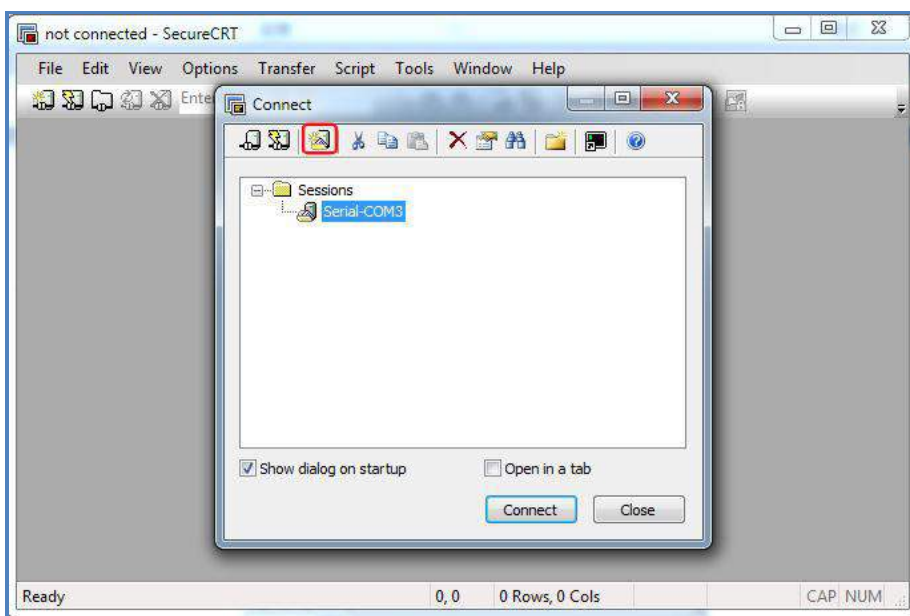 not connected - SecureCRT
File Edit View Options Transfer Script Tools Window Help
Enter
Connect
Sessions
Serial-COM3
Show dialog on startup Open in a tab
Connect Close
Ready 0, 0 0 Rows, 0 Cols CAP NUM